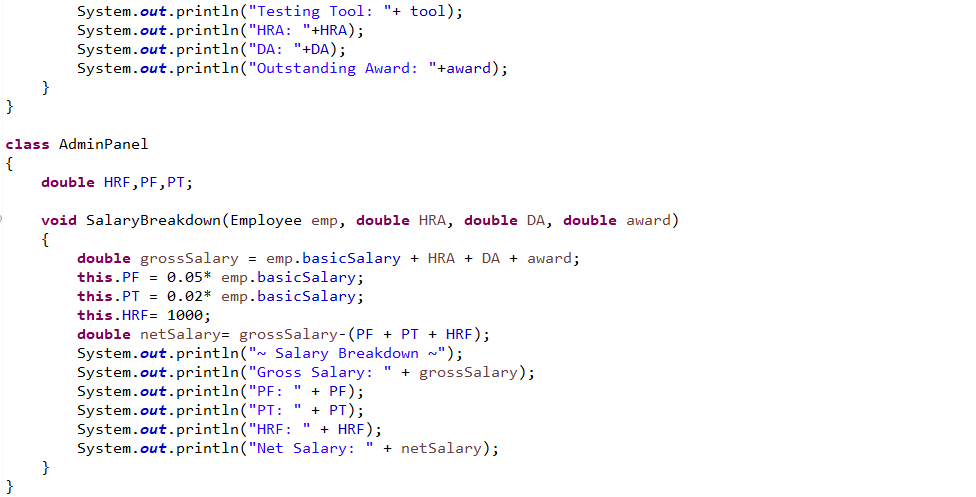 System.out.println("Testing Tool: "+ tool);
        System.out.println("HRA: "+HRA);
        System.out.println("DA: "+DA);
        System.out.println("Outstanding Award: "+award);
    }
}

class AdminPanel
{
    double HRF,PF,PT;

    void SalaryBreakdown(Employee emp, double HRA, double DA, double award)
    {
        double grossSalary = emp.basicSalary + HRA + DA + award;
        this.PF = 0.05* emp.basicSalary;
        this.PT = 0.02* emp.basicSalary;
        this.HRF= 1000;
        double netSalary= grossSalary-(PF + PT + HRF);
        System.out.println("~ Salary Breakdown ~");
        System.out.println("Gross Salary: " + grossSalary);
        System.out.println("PF: " + PF);
        System.out.println("PT: " + PT);
        System.out.println("HRF: " + HRF);
        System.out.println("Net Salary: " + netSalary);
    }
}